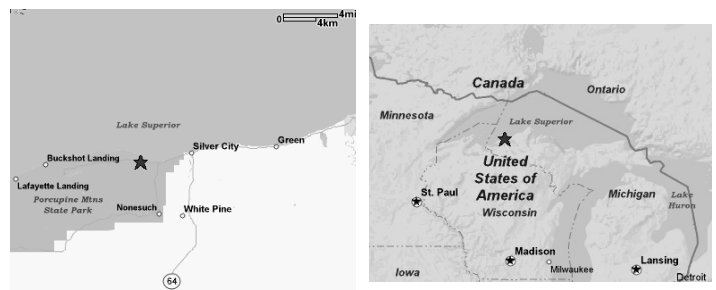 4mi
0
4km
Lake Superior
Silver City
Green
Buckshot Landing
Lafayette Landing
Porcupine Mtns
State Park
Nonesuch
White Pine
64
Canada
Ontario
Minnesota
Lake Superior
United
States of
America
St. Paul
Michigan
Lake
Huron
Wisconsin
Madison
Milwaukee
Lansing
Iowa
Detroit